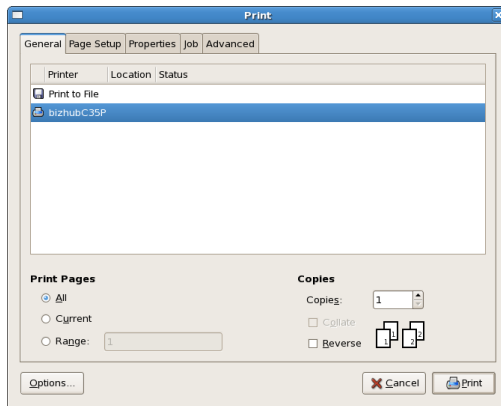 Print
General Page Setup Properties Job Advanced
Printer Location Status
Print to File
bizhubC35P
Print Pages
All
Current
Range: 1
Copies
Copies: 1
Collate
Reverse
1 1 2 2
Options...
Cancel Print